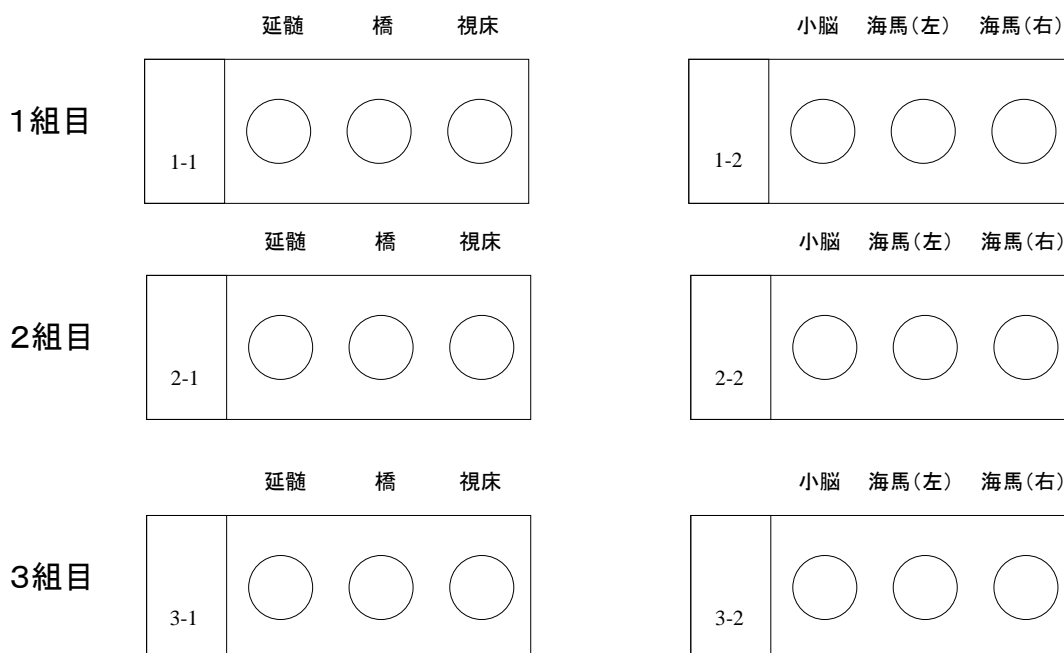 延髄 橋 視床 小脳 海馬(左) 海馬(右)
1組目
1-1 1-2
延髄 橋 視床 小脳 海馬(左) 海馬(右)
2組目
2-1 2-2
延髄 橋 視床 小脳 海馬(左) 海馬(右)
3組目
3-1 3-2